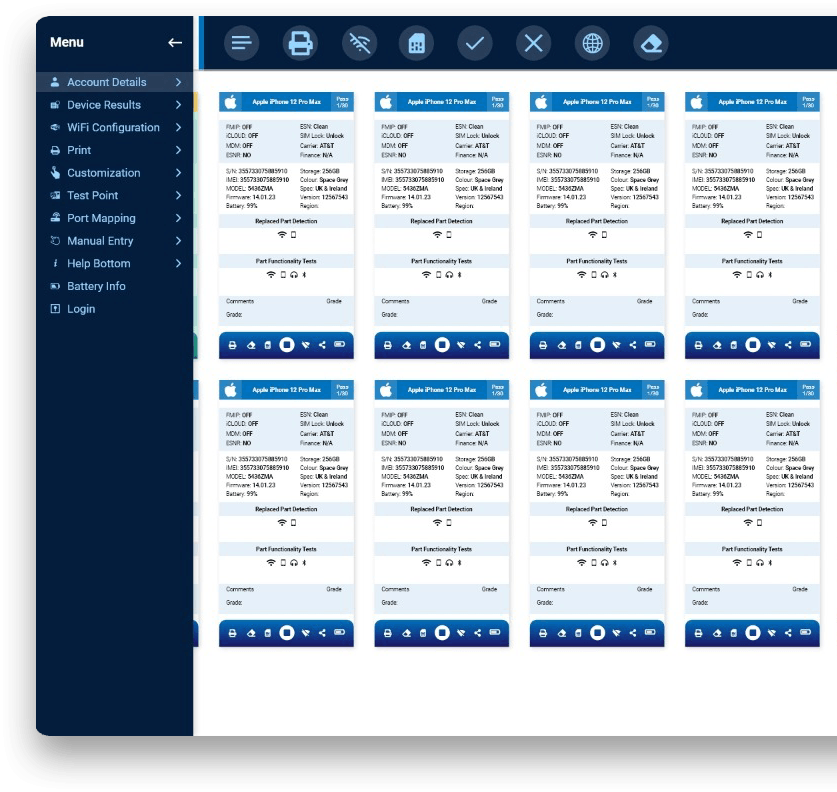 Menu
Account Details
Device Results
WiFi Configuration
Print
Customization
Test Point
Port Mapping
Manual Entry
i Help Bottom
Battery Info
Login
Apple iPhone 12 Pro Max Pass 1/30
FMIP: OFF ESN: Clean
iCLOUD: OFF SIM Lock: Unlock
MDM: OFF Carrier: AT&T
ESNR: NO Finance: N/A
S/N: 355733075885910 Storage: 256GB
IMEI: 355733075885910 Colour: Space Grey
MODEL: 5436ZMA Spec: UK & Ireland
Firmware: 14.01.23 Version: 12567543
Battery: 99% Region:
Replaced Part Detection
Part Functionality Tests
Comments Grade
Grade:
Apple iPhone 12 Pro Max Pass 1/30
FMIP: OFF ESN: Clean
iCLOUD: OFF SIM Lock: Unlock
MDM: OFF Carrier: AT&T
ESNR: NO Finance: N/A
S/N: 355733075885910 Storage: 256GB
IMEI: 355733075885910 Colour: Space Grey
MODEL: 5436ZMA Spec: UK & Ireland
Firmware: 14.01.23 Version: 12567543
Battery: 99% Region:
Replaced Part Detection
Part Functionality Tests
Comments Grade
Grade:
Apple iPhone 12 Pro Max Pass 1/30
FMIP: OFF ESN: Clean
iCLOUD: OFF SIM Lock: Unlock
MDM: OFF Carrier: AT&T
ESNR: NO Finance: N/A
S/N: 355733075885910 Storage: 256GB
IMEI: 355733075885910 Colour: Space Grey
MODEL: 5436ZMA Spec: UK & Ireland
Firmware: 14.01.23 Version: 12567543
Battery: 99% Region:
Replaced Part Detection
Part Functionality Tests
Comments Grade
Grade:
Apple iPhone 12 Pro Max Pass 1/30
FMIP: OFF ESN: Clean
iCLOUD: OFF SIM Lock: Unlock
MDM: OFF Carrier: AT&T
ESNR: NO Finance: N/A
S/N: 355733075885910 Storage: 256GB
IMEI: 355733075885910 Colour: Space Grey
MODEL: 5436ZMA Spec: UK & Ireland
Firmware: 14.01.23 Version: 12567543
Battery: 99% Region:
Replaced Part Detection
Part Functionality Tests
Comments Grade
Grade:
Apple iPhone 12 Pro Max Pass 1/30
FMIP: OFF ESN: Clean
iCLOUD: OFF SIM Lock: Unlock
MDM: OFF Carrier: AT&T
ESNR: NO Finance: N/A
S/N: 355733075885910 Storage: 256GB
IMEI: 355733075885910 Colour: Space Grey
MODEL: 5436ZMA Spec: UK & Ireland
Firmware: 14.01.23 Version: 12567543
Battery: 99% Region:
Replaced Part Detection
Part Functionality Tests
Comments Grade
Grade:
Apple iPhone 12 Pro Max Pass 1/30
FMIP: OFF ESN: Clean
iCLOUD: OFF SIM Lock: Unlock
MDM: OFF Carrier: AT&T
ESNR: NO Finance: N/A
S/N: 355733075885910 Storage: 256GB
IMEI: 355733075885910 Colour: Space Grey
MODEL: 5436ZMA Spec: UK & Ireland
Firmware: 14.01.23 Version: 12567543
Battery: 99% Region:
Replaced Part Detection
Part Functionality Tests
Comments Grade
Grade:
Apple iPhone 12 Pro Max Pass 1/30
FMIP: OFF ESN: Clean
iCLOUD: OFF SIM Lock: Unlock
MDM: OFF Carrier: AT&T
ESNR: NO Finance: N/A
S/N: 355733075885910 Storage: 256GB
IMEI: 355733075885910 Colour: Space Grey
MODEL: 5436ZMA Spec: UK & Ireland
Firmware: 14.01.23 Version: 12567543
Battery: 99% Region:
Replaced Part Detection
Part Functionality Tests
Comments Grade
Grade:
Apple iPhone 12 Pro Max Pass 1/30
FMIP: OFF ESN: Clean
iCLOUD: OFF SIM Lock: Unlock
MDM: OFF Carrier: AT&T
ESNR: NO Finance: N/A
S/N: 355733075885910 Storage: 256GB
IMEI: 355733075885910 Colour: Space Grey
MODEL: 5436ZMA Spec: UK & Ireland
Firmware: 14.01.23 Version: 12567543
Battery: 99% Region:
Replaced Part Detection
Part Functionality Tests
Comments Grade
Grade: